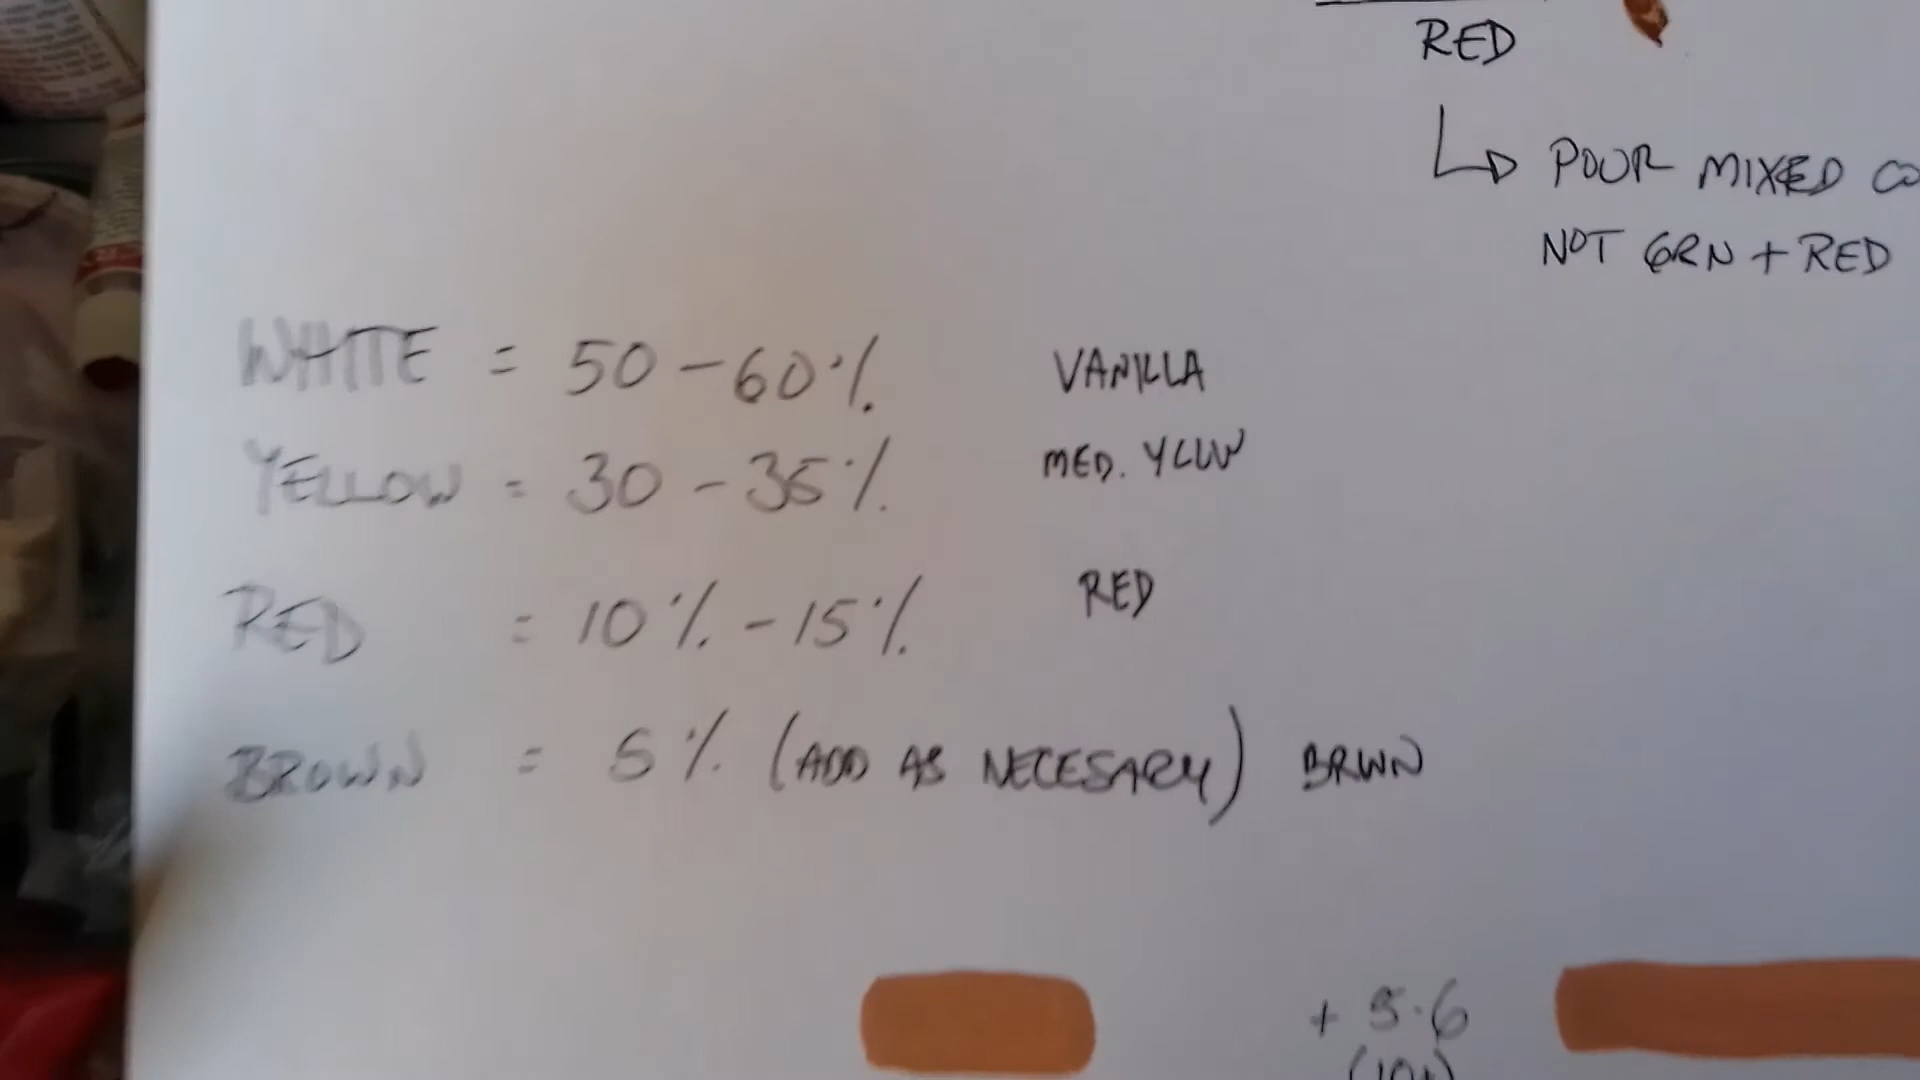 RED
POUR MIXED CO
NOT GRN + RED
WHITE = 50 - 60% VANILLA
YELLOW = 30 - 35% MED. YLLW
RED = 10% - 15% RED
BROWN = 5% (ADD AS NECESARY) BRWN
+ 5.6